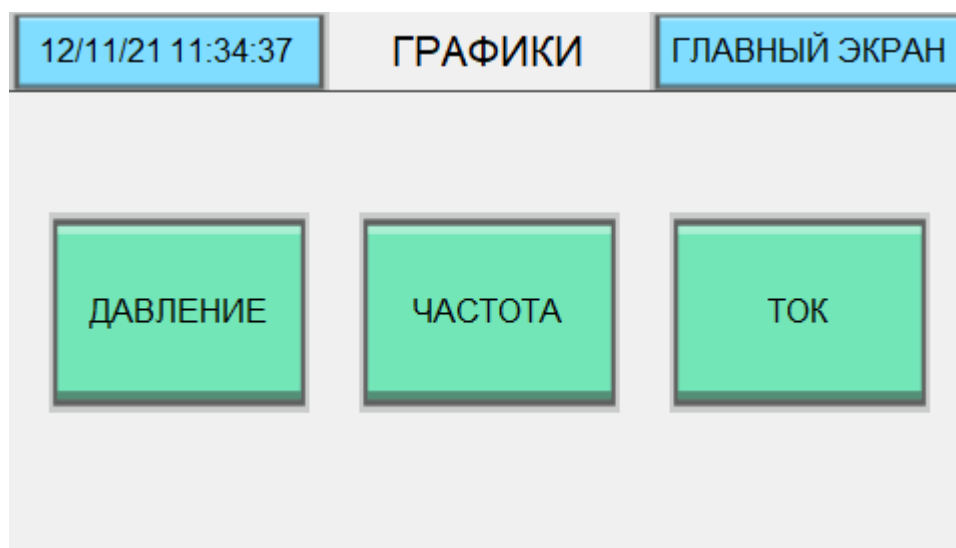 12/11/21 11:34:37
ГРАФИКИ
ГЛАВНЫЙ ЭКРАН
ДАВЛЕНИЕ
ЧАСТОТА
ТОК